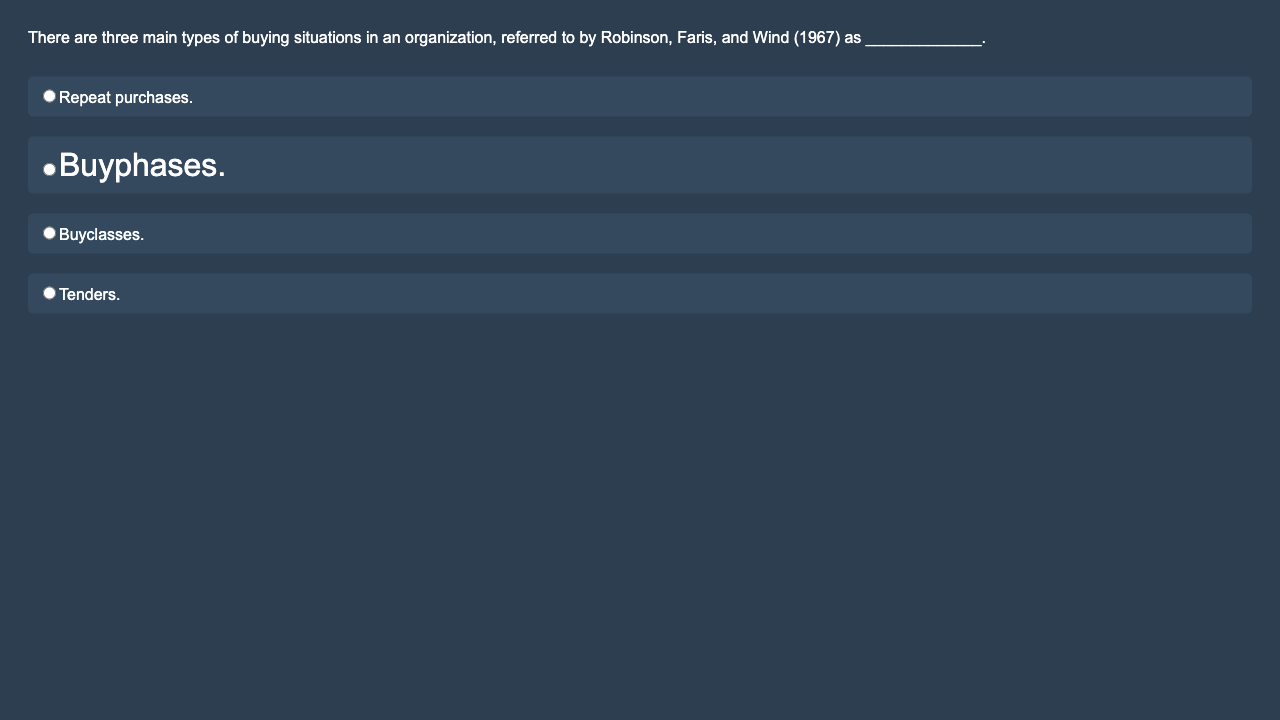 There are three main types of buying situations in an organization, referred to by Robinson, Faris, and Wind (1967) as _____________.
Repeat purchases.
Buyphases.
Buyclasses.
Tenders.